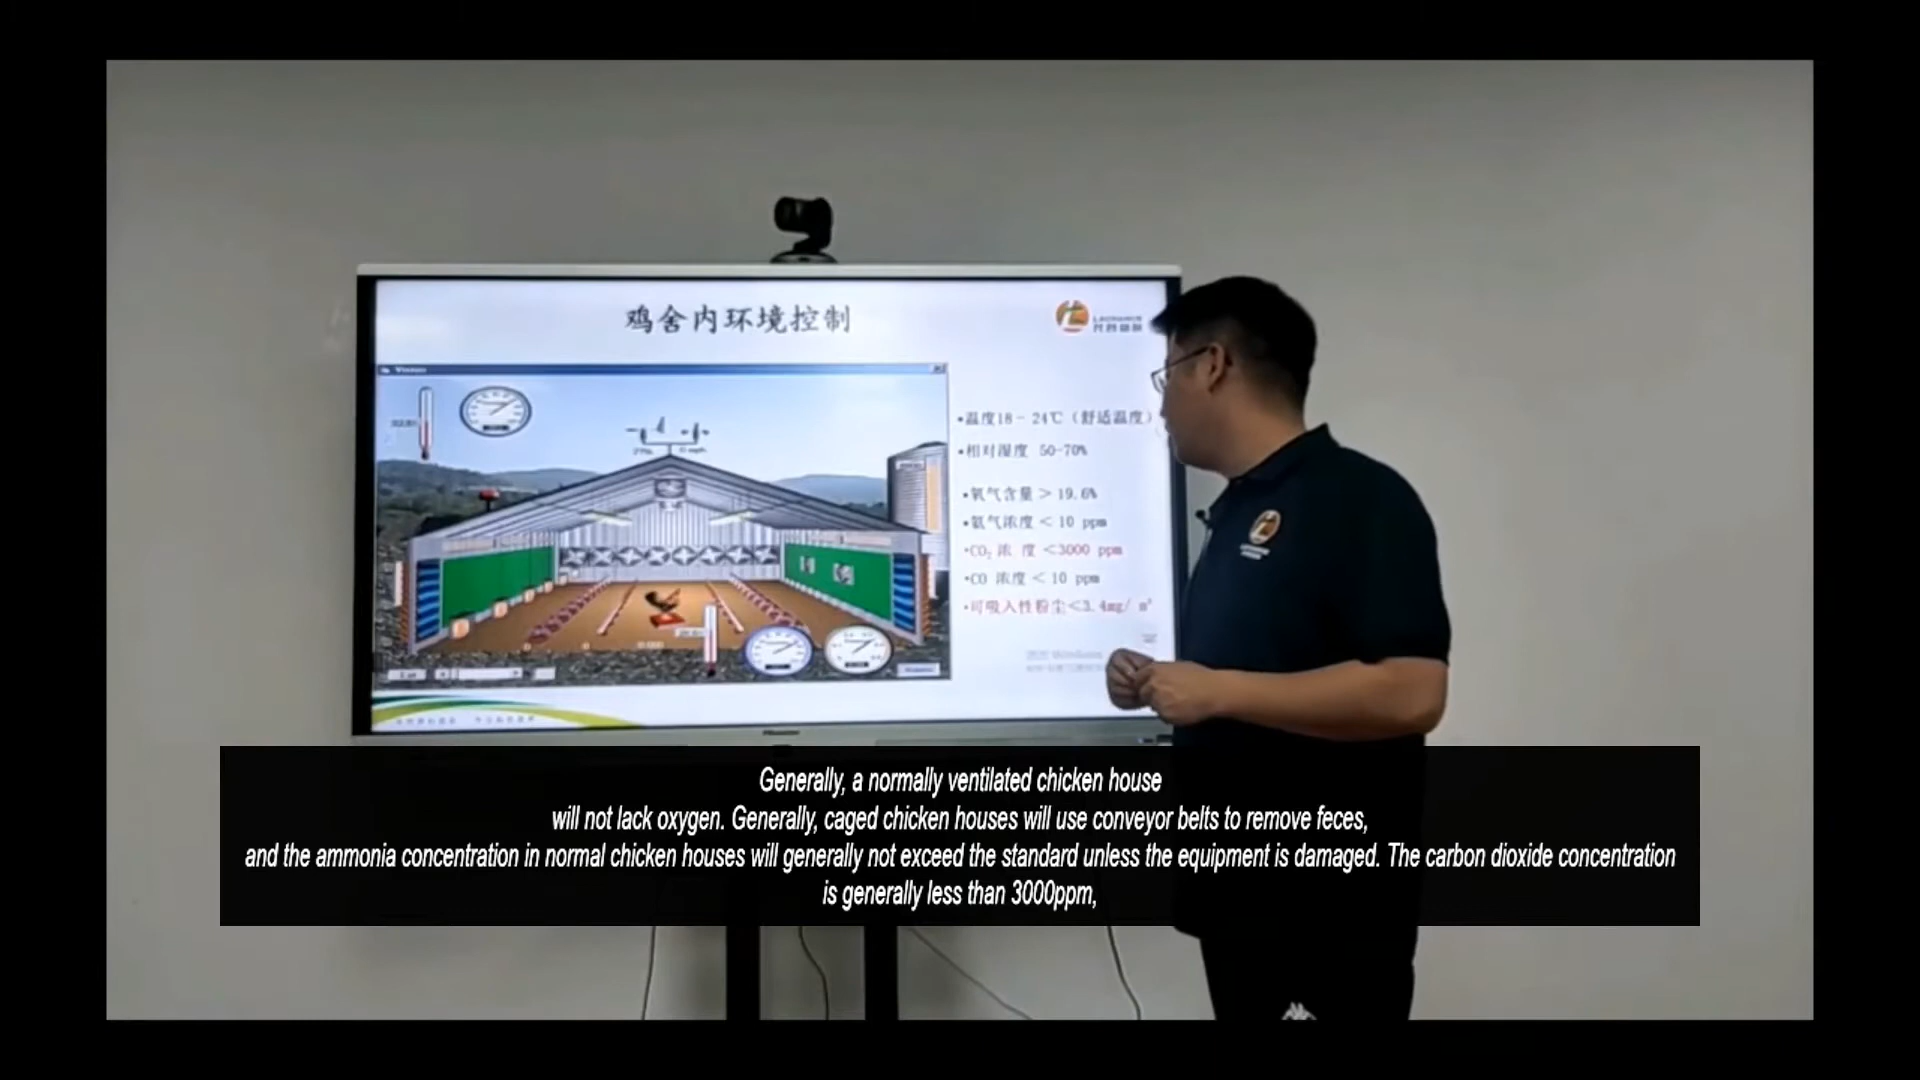 鸡舍内环境控制
•温度18- 24℃（舒适温度）
•相对湿度 50-70%
•氧气含量 > 19.6%
•氨气浓度 < 10 ppm
•CO₂ 浓 度 <3000 ppm
•CO 浓度 < 10 ppm
•可吸入性粉尘<3.4mg/ m³
Generally, a normally ventilated chicken house
will not lack oxygen. Generally, caged chicken houses will use conveyor belts to remove feces,
and the ammonia concentration in normal chicken houses will generally not exceed the standard unless the equipment is damaged. The carbon dioxide concentration
is generally less than 3000ppm,